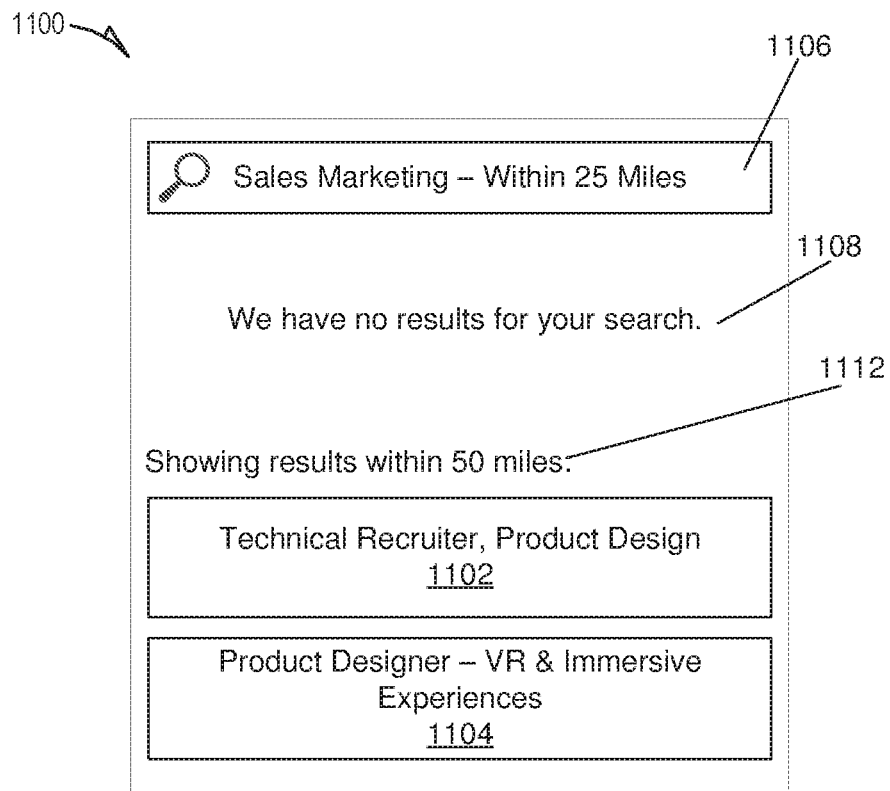 1100
1106
Sales Marketing – Within 25 Miles
1108
We have no results for your search.
1112
Showing results within 50 miles.
Technical Recruiter, Product Design
1102
Product Designer – VR & Immersive
Experiences
1104